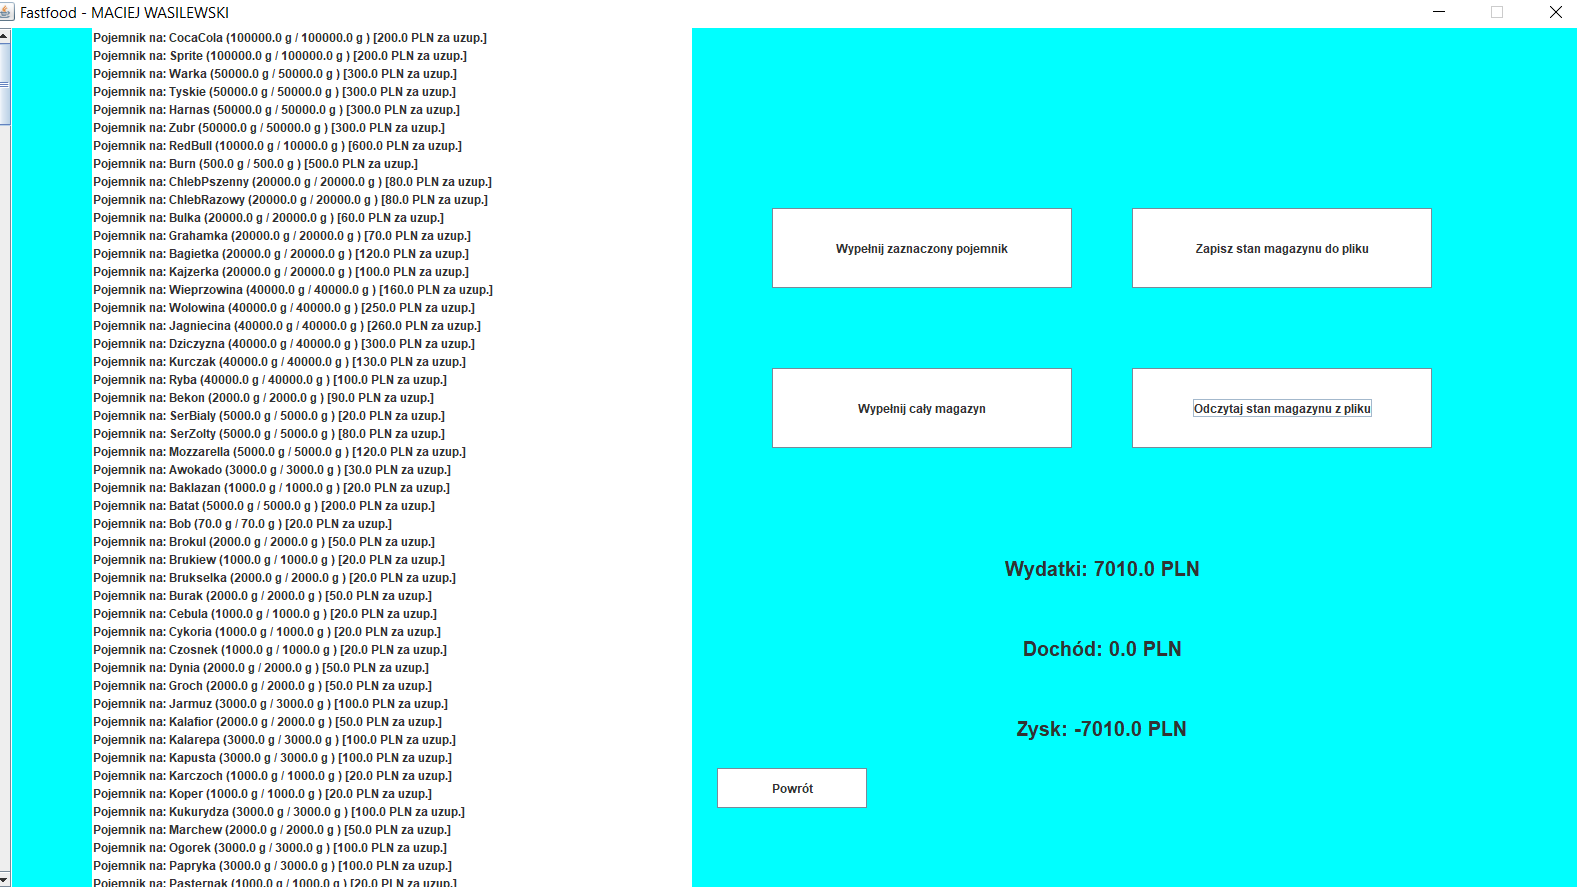 Fastfood - MACIEJ WASILEWSKI
Pojemnik na: CocaCola (100000.0 g / 100000.0 g ) [200.0 PLN za uzup.]
Pojemnik na: Sprite (100000.0 g / 100000.0 g ) [200.0 PLN za uzup.]
Pojemnik na: Warka (50000.0 g / 50000.0 g ) [300.0 PLN za uzup.]
Pojemnik na: Tyskie (50000.0 g / 50000.0 g ) [300.0 PLN za uzup.]
Pojemnik na: Harnas (50000.0 g / 50000.0 g ) [300.0 PLN za uzup.]
Pojemnik na: Zubr (50000.0 g / 50000.0 g ) [300.0 PLN za uzup.]
Pojemnik na: RedBull (10000.0 g / 10000.0 g ) [600.0 PLN za uzup.]
Pojemnik na: Burn (500.0 g / 500.0 g ) [500.0 PLN za uzup.]
Pojemnik na: ChlebPszenny (20000.0 g / 20000.0 g ) [80.0 PLN za uzup.]
Pojemnik na: ChlebRazowy (20000.0 g / 20000.0 g ) [80.0 PLN za uzup.]
Pojemnik na: Bulka (20000.0 g / 20000.0 g ) [60.0 PLN za uzup.]
Pojemnik na: Grahamka (20000.0 g / 20000.0 g ) [70.0 PLN za uzup.]
Pojemnik na: Bagietka (20000.0 g / 20000.0 g ) [120.0 PLN za uzup.]
Pojemnik na: Kajzerka (20000.0 g / 20000.0 g ) [100.0 PLN za uzup.]
Pojemnik na: Wieprzowina (40000.0 g / 40000.0 g ) [160.0 PLN za uzup.]
Pojemnik na: Wolowina (40000.0 g / 40000.0 g ) [250.0 PLN za uzup.]
Pojemnik na: Jagniecina (40000.0 g / 40000.0 g ) [260.0 PLN za uzup.]
Pojemnik na: Dziczyzna (40000.0 g / 40000.0 g ) [300.0 PLN za uzup.]
Pojemnik na: Kurczak (40000.0 g / 40000.0 g ) [130.0 PLN za uzup.]
Pojemnik na: Ryba (40000.0 g / 40000.0 g ) [100.0 PLN za uzup.]
Pojemnik na: Bekon (2000.0 g / 2000.0 g ) [90.0 PLN za uzup.]
Pojemnik na: SerBialy (5000.0 g / 5000.0 g ) [20.0 PLN za uzup.]
Pojemnik na: SerZolty (5000.0 g / 5000.0 g ) [80.0 PLN za uzup.]
Pojemnik na: Mozzarella (5000.0 g / 5000.0 g ) [120.0 PLN za uzup.]
Pojemnik na: Awokado (3000.0 g / 3000.0 g ) [30.0 PLN za uzup.]
Pojemnik na: Baklazan (1000.0 g / 1000.0 g ) [20.0 PLN za uzup.]
Pojemnik na: Batat (5000.0 g / 5000.0 g ) [200.0 PLN za uzup.]
Pojemnik na: Bob (70.0 g / 70.0 g ) [20.0 PLN za uzup.]
Pojemnik na: Brokul (2000.0 g / 2000.0 g ) [50.0 PLN za uzup.]
Pojemnik na: Brukiew (1000.0 g / 1000.0 g ) [20.0 PLN za uzup.]
Pojemnik na: Brukselka (2000.0 g / 2000.0 g ) [20.0 PLN za uzup.]
Pojemnik na: Burak (2000.0 g / 2000.0 g ) [50.0 PLN za uzup.]
Pojemnik na: Cebula (1000.0 g / 1000.0 g ) [20.0 PLN za uzup.]
Pojemnik na: Cykoria (1000.0 g / 1000.0 g ) [20.0 PLN za uzup.]
Pojemnik na: Czosnek (1000.0 g / 1000.0 g ) [20.0 PLN za uzup.]
Pojemnik na: Dynia (2000.0 g / 2000.0 g ) [50.0 PLN za uzup.]
Pojemnik na: Groch (2000.0 g / 2000.0 g ) [50.0 PLN za uzup.]
Pojemnik na: Jarmuz (3000.0 g / 3000.0 g ) [100.0 PLN za uzup.]
Pojemnik na: Kalafior (2000.0 g / 2000.0 g ) [50.0 PLN za uzup.]
Pojemnik na: Kalarepa (3000.0 g / 3000.0 g ) [100.0 PLN za uzup.]
Pojemnik na: Kapusta (3000.0 g / 3000.0 g ) [100.0 PLN za uzup.]
Pojemnik na: Karczoch (1000.0 g / 1000.0 g ) [20.0 PLN za uzup.]
Pojemnik na: Koper (1000.0 g / 1000.0 g ) [20.0 PLN za uzup.]
Pojemnik na: Kukurydza (3000.0 g / 3000.0 g ) [100.0 PLN za uzup.]
Pojemnik na: Marchew (2000.0 g / 2000.0 g ) [50.0 PLN za uzup.]
Pojemnik na: Ogorek (3000.0 g / 3000.0 g ) [100.0 PLN za uzup.]
Pojemnik na: Papryka (3000.0 g / 3000.0 g ) [100.0 PLN za uzup.]
Pojemnik na: Pasternak (1000.0 g / 1000.0 g ) [20.0 PLN za uzup.]
Wypełnij zaznaczony pojemnik
Zapisz stan magazynu do pliku
Wypełnij cały magazyn
Odczytaj stan magazynu z pliku
Wydatki: 7010.0 PLN
Dochód: 0.0 PLN
Zysk: -7010.0 PLN
Powrót